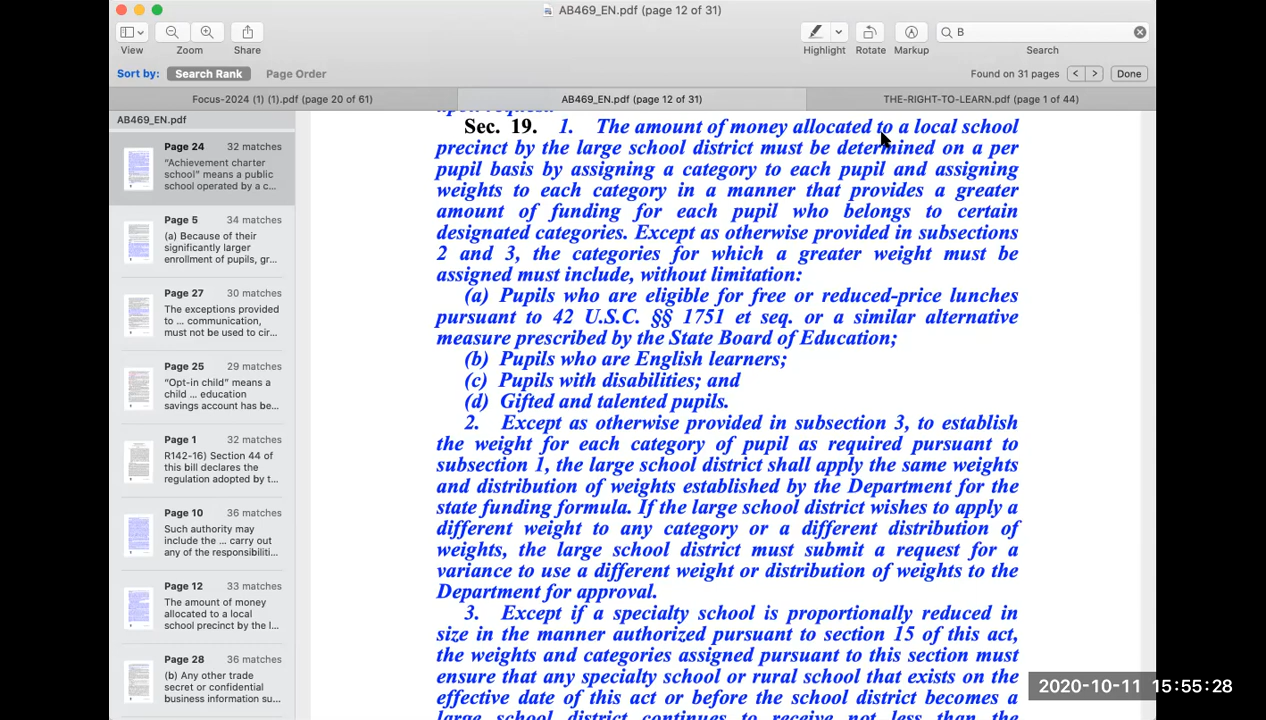 AB469_EN.pdf (page 12 of 31)
View
Zoom
Share
Highlight
Rotate
Markup
B
Search
Sort by:
Search Rank
Page Order
Found on 31 pages
Done
Focus-2024 (1) (1).pdf (page 20 of 61)
AB469_EN.pdf (page 12 of 31)
THE-RIGHT-TO-LEARN.pdf (page 1 of 44)
AB469_EN.pdf
Page 24 32 matches
“Achievement charter
school” means a public
school operated by a c...
Page 5 34 matches
(a) Because of their
significantly larger
enrollment of pupils, gr...
Page 27 30 matches
The exceptions provided
to ... communication,
must not be used to cir...
Page 25 29 matches
“Opt-in child” means a
child ... education
savings account has be...
Page 1 32 matches
R142-16) Section 44 of
this bill declares the
regulation adopted by t...
Page 10 36 matches
Such authority may
include the ... carry out
any of the responsibiliti...
Page 12 33 matches
The amount of money
allocated to a local
school precinct by the l...
Page 28 36 matches
(b) Any other trade
secret or confidential
business information su...
upon request.
Sec. 19. 1. The amount of money allocated to a local school
precinct by the large school district must be determined on a per
pupil basis by assigning a category to each pupil and assigning
weights to each category in a manner that provides a greater
amount of funding for each pupil who belongs to certain
designated categories. Except as otherwise provided in subsections
2 and 3, the categories for which a greater weight must be
assigned must include, without limitation:
(a) Pupils who are eligible for free or reduced-price lunches
pursuant to 42 U.S.C. §§ 1751 et seq. or a similar alternative
measure prescribed by the State Board of Education;
(b) Pupils who are English learners;
(c) Pupils with disabilities; and
(d) Gifted and talented pupils.
2. Except as otherwise provided in subsection 3, to establish
the weight for each category of pupil as required pursuant to
subsection 1, the large school district shall apply the same weights
and distribution of weights established by the Department for the
state funding formula. If the large school district wishes to apply a
different weight to any category or a different distribution of
weights, the large school district must submit a request for a
variance to use a different weight or distribution of weights to the
Department for approval.
3. Except if a specialty school is proportionally reduced in
size in the manner authorized pursuant to section 15 of this act,
the weights and categories assigned pursuant to this section must
ensure that any specialty school or rural school that exists on the
effective date of this act or before the school district becomes a
large school district continues to receive not less than the
2020-10-11 15:55:28